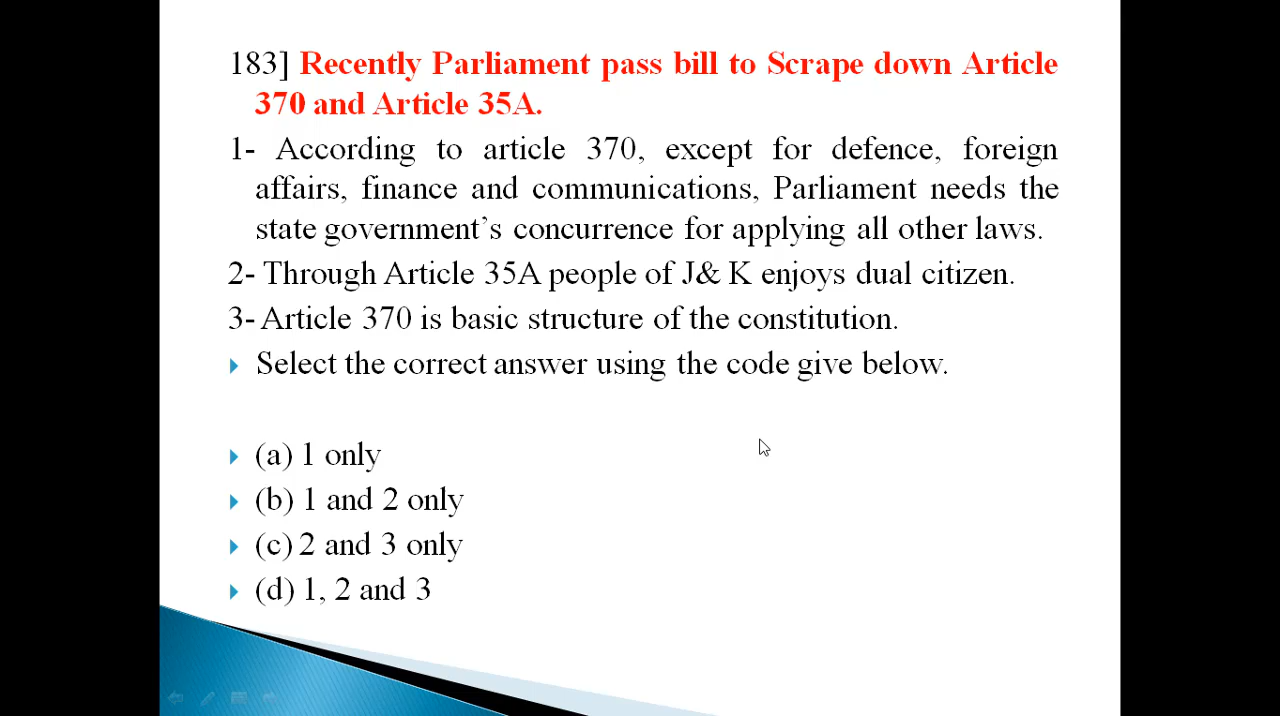 183] Recently Parliament pass bill to Scrape down Article
370 and Article 35A.
1- According to article 370, except for defence, foreign
affairs, finance and communications, Parliament needs the
state government’s concurrence for applying all other laws.
2- Through Article 35A people of J& K enjoys dual citizen.
3- Article 370 is basic structure of the constitution.
Select the correct answer using the code give below.
(a) 1 only
(b) 1 and 2 only
(c) 2 and 3 only
(d) 1, 2 and 3